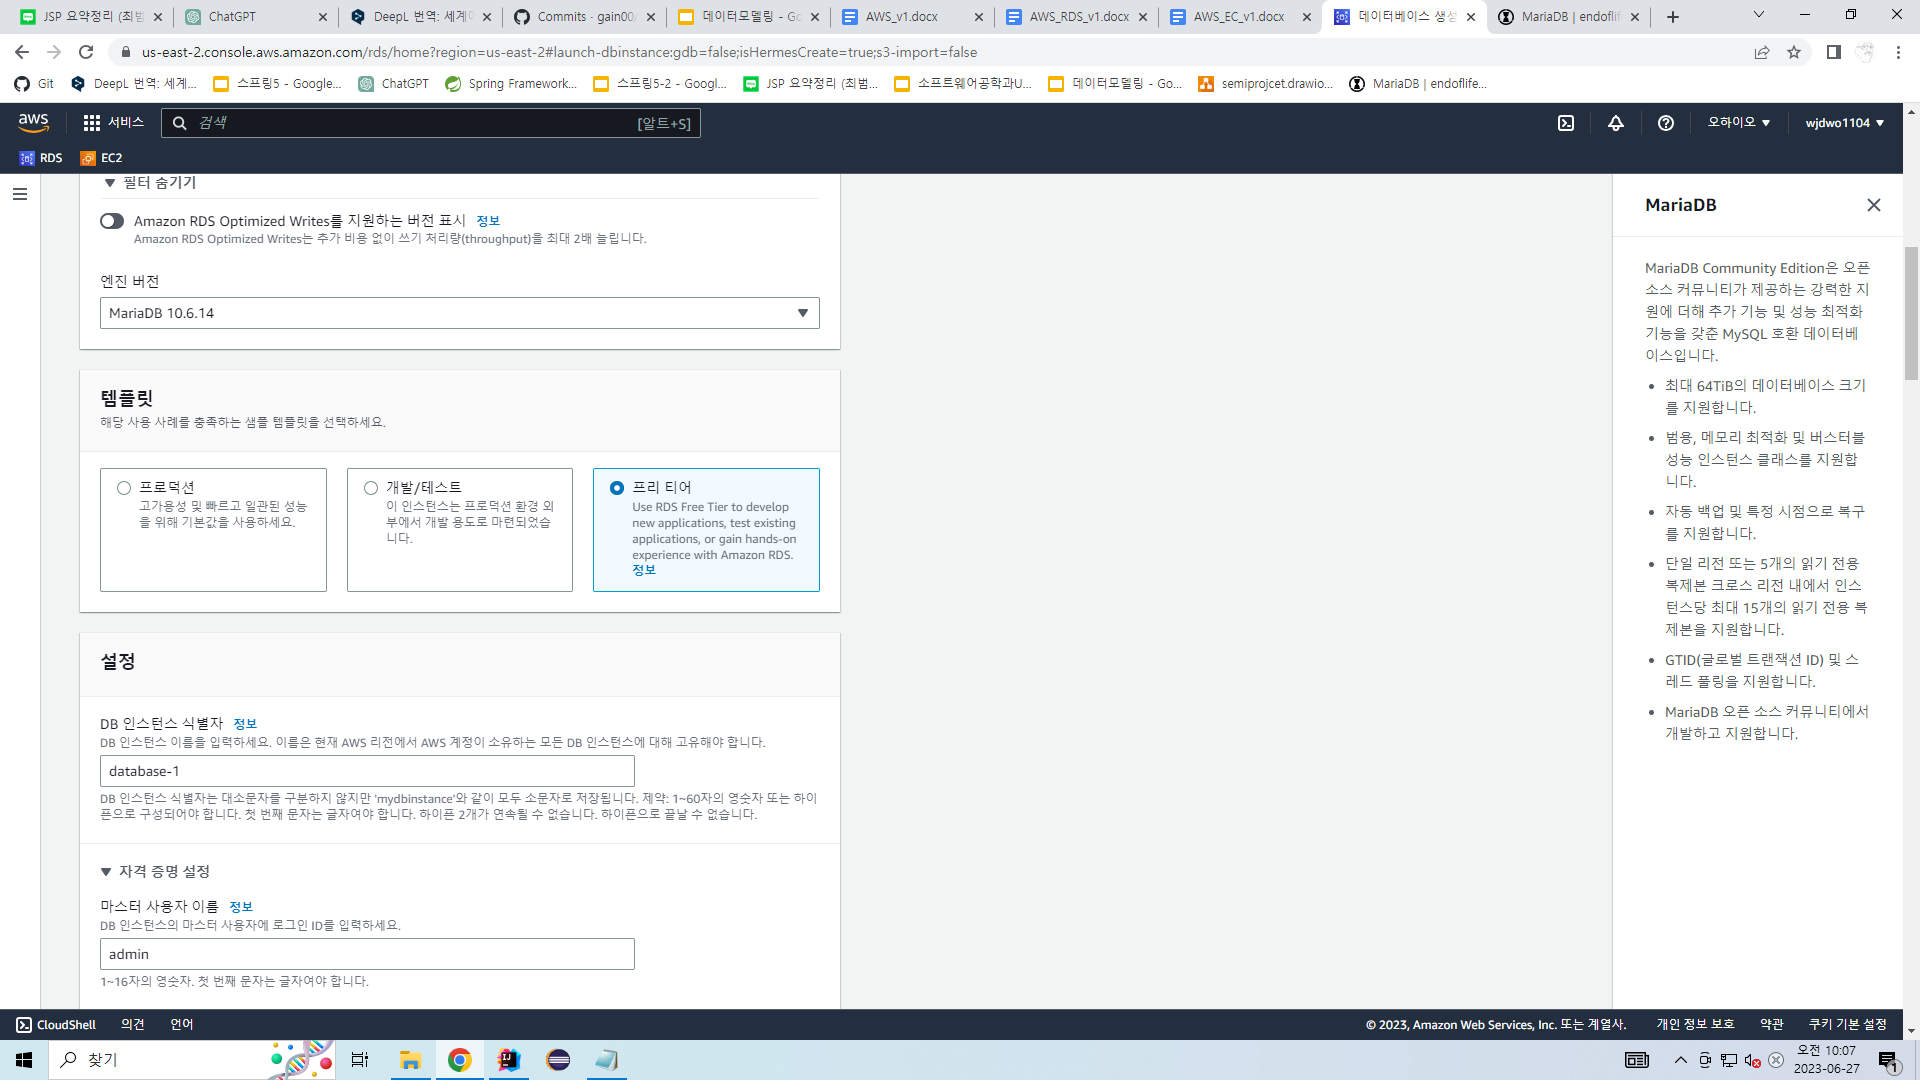 JSP 요약정리 (최범
ChatGPT
DeepL 번역: 세계에
Commits · gain00/
데이터모델링 - Go
AWS_v1.docx
AWS_RDS_v1.docx
AWS_EC_v1.docx
데이터베이스 생성
MariaDB | endoflif
us-east-2.console.aws.amazon.com/rds/home?region=us-east-2#launch-dbinstance:gdb=false;isHermesCreate=true;s3-import=false
Git
DeepL 번역: 세계...
스프링5 - Google...
ChatGPT
Spring Framework...
스프링5-2 - Googl...
JSP 요약정리 (최범...
소프트웨어공학과U...
데이터모델링 - Go...
semiprojcet.drawio...
MariaDB | endoflife...
aws
서비스
검색
[알트+S]
오하이오
wjdwo1104
RDS
EC2
필터 숨기기
Amazon RDS Optimized Writes를 지원하는 버전 표시 정보
Amazon RDS Optimized Writes는 추가 비용 없이 쓰기 처리량(throughput)을 최대 2배 늘립니다.
엔진 버전
MariaDB 10.6.14
템플릿
해당 사용 사례를 충족하는 샘플 템플릿을 선택하세요.
프로덕션
고가용성 및 빠르고 일관된 성능
을 위해 기본값을 사용하세요.
개발/테스트
이 인스턴스는 프로덕션 환경 외
부에서 개발 용도로 마련되었습
니다.
프리 티어
Use RDS Free Tier to develop
new applications, test existing
applications, or gain hands-on
experience with Amazon RDS.
정보
설정
DB 인스턴스 식별자 정보
DB 인스턴스 이름을 입력하세요. 이름은 현재 AWS 리전에서 AWS 계정이 소유하는 모든 DB 인스턴스에 대해 고유해야 합니다.
database-1
DB 인스턴스 식별자는 대소문자를 구분하지 않지만 'mydbinstance'와 같이 모두 소문자로 저장됩니다. 제약: 1~60자의 영숫자 또는 하이
픈으로 구성되어야 합니다. 첫 번째 문자는 글자여야 합니다. 하이픈 2개가 연속될 수 없습니다. 하이픈으로 끝날 수 없습니다.
자격 증명 설정
마스터 사용자 이름 정보
DB 인스턴스의 마스터 사용자에 로그인 ID를 입력하세요.
admin
1~16자의 영숫자. 첫 번째 문자는 글자여야 합니다.
MariaDB
MariaDB Community Edition은 오픈
소스 커뮤니티가 제공하는 강력한 지
원에 더해 추가 기능 및 성능 최적화
기능을 갖춘 MySQL 호환 데이터베
이스입니다.
최대 64TiB의 데이터베이스 크기
를 지원합니다.
범용, 메모리 최적화 및 버스터블
성능 인스턴스 클래스를 지원합
니다.
자동 백업 및 특정 시점으로 복구
를 지원합니다.
단일 리전 또는 5개의 읽기 전용
복제본 크로스 리전 내에서 인스
턴스당 최대 15개의 읽기 전용 복
제본을 지원합니다.
GTID(글로벌 트랜잭션 ID) 및 스
레드 풀링을 지원합니다.
MariaDB 오픈 소스 커뮤니티에서
개발하고 지원합니다.
CloudShell
의견
언어
© 2023, Amazon Web Services, Inc. 또는 계열사.
개인 정보 보호
약관
쿠키 기본 설정
찾기
오전 10:07
2023-06-27
1